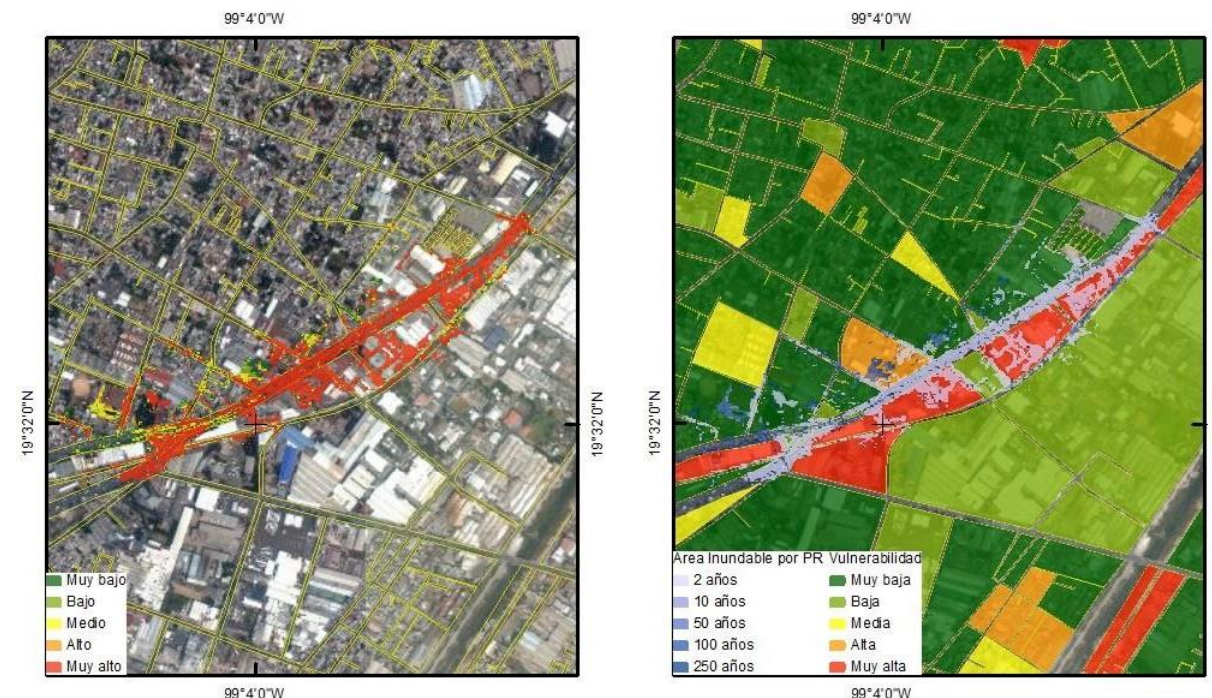 99°4'0"W
99°4'0"W
19°32'0"N
19°32'0"N
19°32'0"N
Muy bajo
Bajo
Medio
Alto
Muy alto
99°4'0"W
Area Inundable por PR Vulnerabilidad
2 años Muy baja
10 años Baja
50 años Media
100 años Alta
250 años Muy alta
99°4'0"W